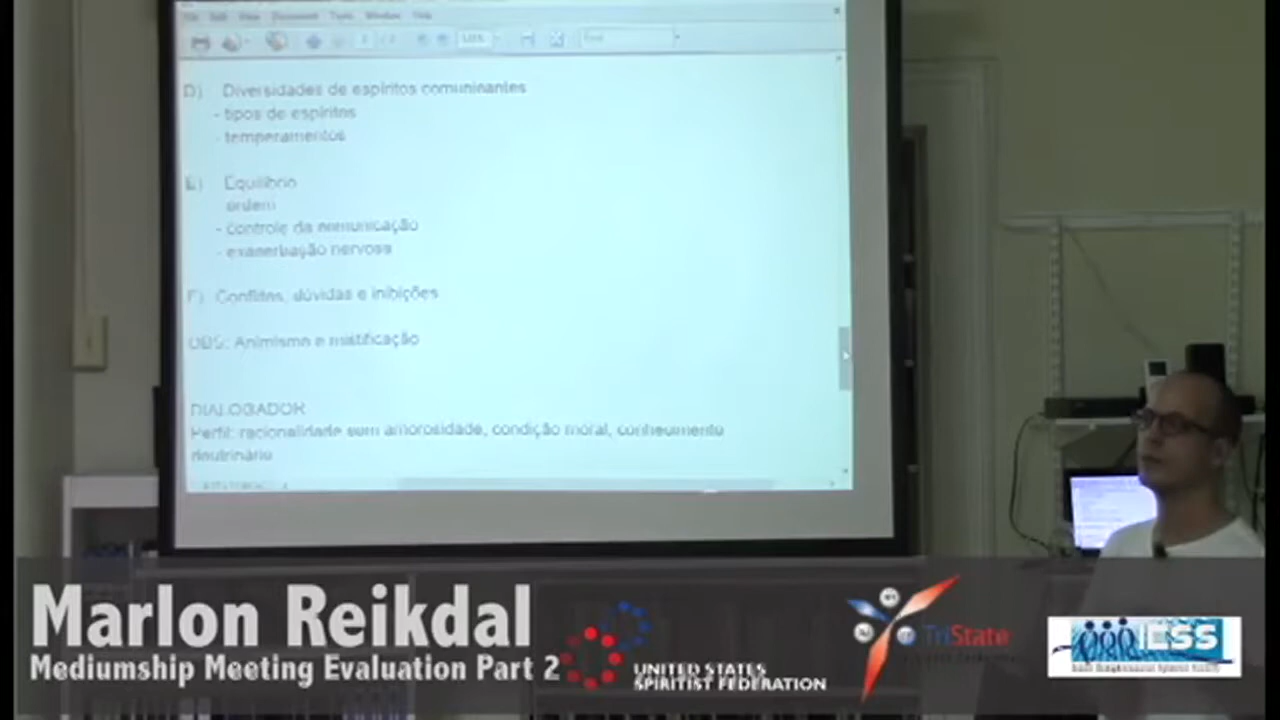 D) Diversidades de espíritos comuninantes
- tipos de espíritos
- temperamentos
E) Equilíbrio
ordem
- controle da comunicação
- exacerbação nervosa
F) Conflitos, dúvidas e inibições
OBS: Animismo e mistificação
DIALOGADOR
Perfil: racionalidade com amorosidade, condição moral, conhecimento
doutrinário
Marlon Reikdal
Mediumship Meeting Evaluation Part 2
UNITED STATES
SPIRITIST FEDERATION
TriState
ESS